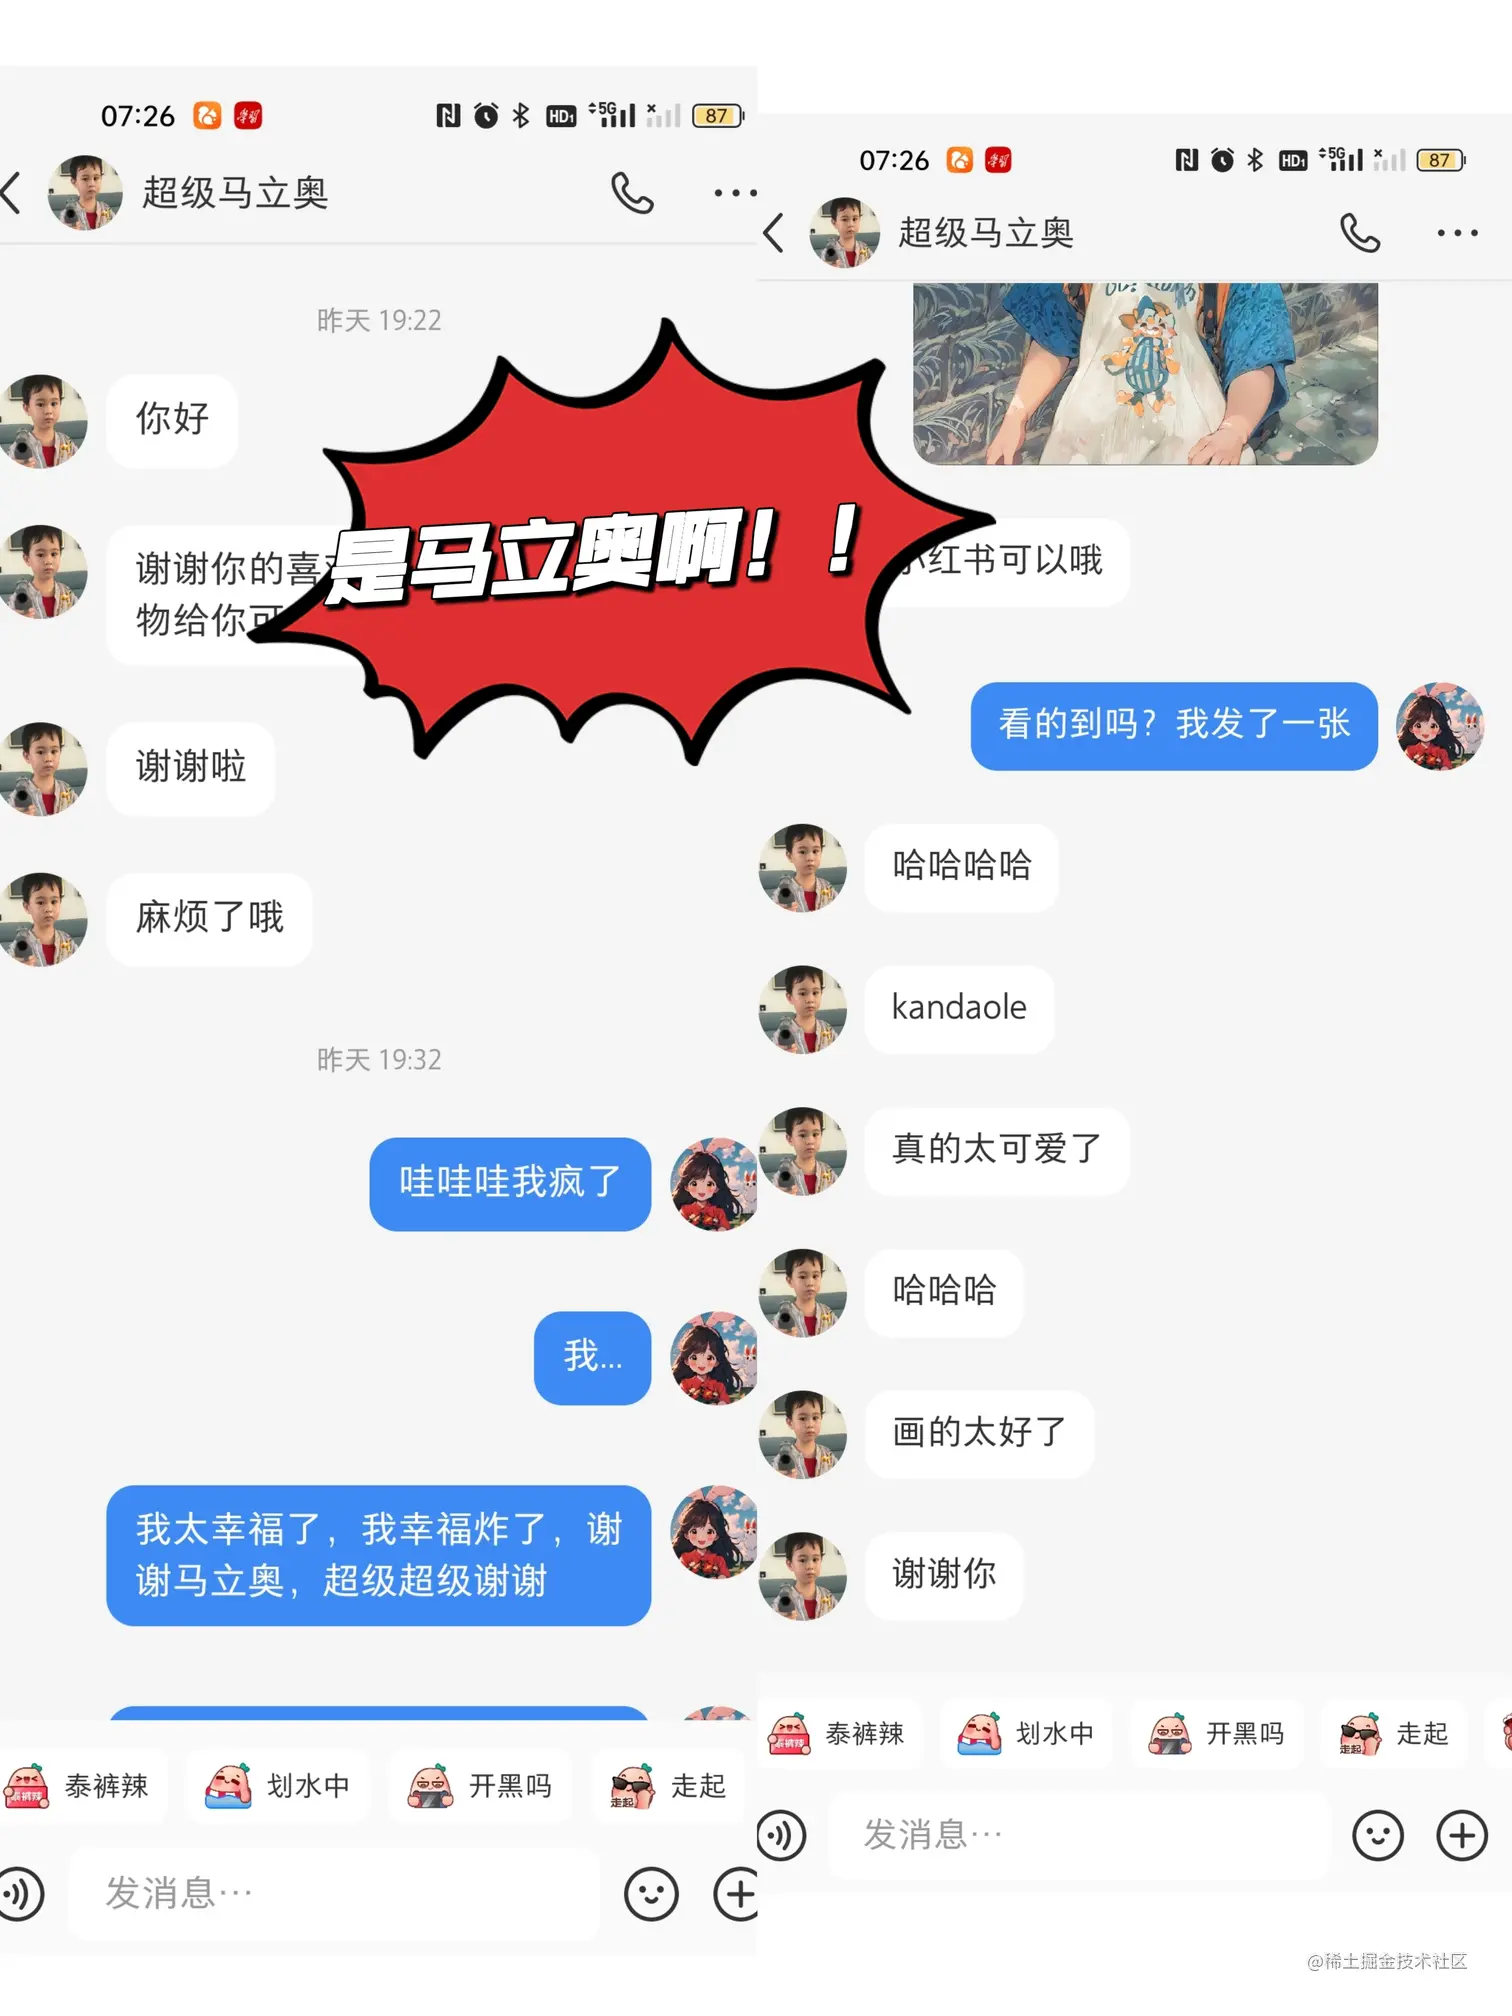 07:26
HD1
5G
87
超级马立奥
昨天 19:22
你好
谢谢你的喜
物给你可
谢谢啦
麻烦了哦
昨天 19:32
哇哇哇我疯了
我...
我太幸福了，我幸福炸了，谢
谢马立奥，超级超级谢谢
泰裤辣
划水中
开黑吗
走起
发消息…
是马立奥啊！！
07:26
HD1
5G
87
超级马立奥
小红书可以哦
看的到吗？我发了一张
哈哈哈哈
kandaole
真的太可爱了
哈哈哈
画的太好了
谢谢你
泰裤辣
划水中
开黑吗
走起
发消息…
@稀土掘金技术社区